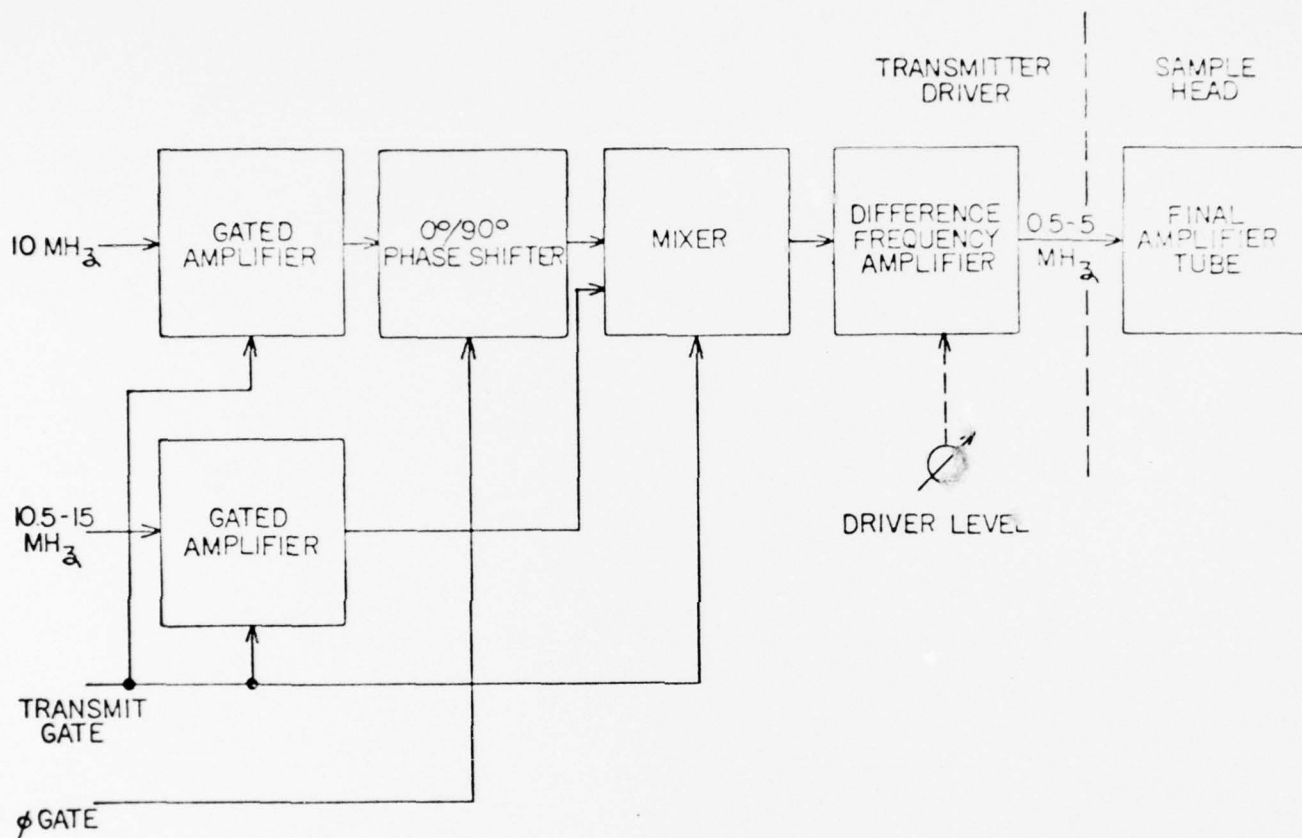 TRANSMITTER
DRIVER
SAMPLE
HEAD
10 MHz
GATED
AMPLIFIER
0°/90°
PHASE SHIFTER
MIXER
DIFFERENCE
FREQUENCY
AMPLIFIER
0.5-5
MHz
FINAL
AMPLIFIER
TUBE
10.5-15
MHz
GATED
AMPLIFIER
DRIVER LEVEL
TRANSMIT
GATE
ϕ GATE